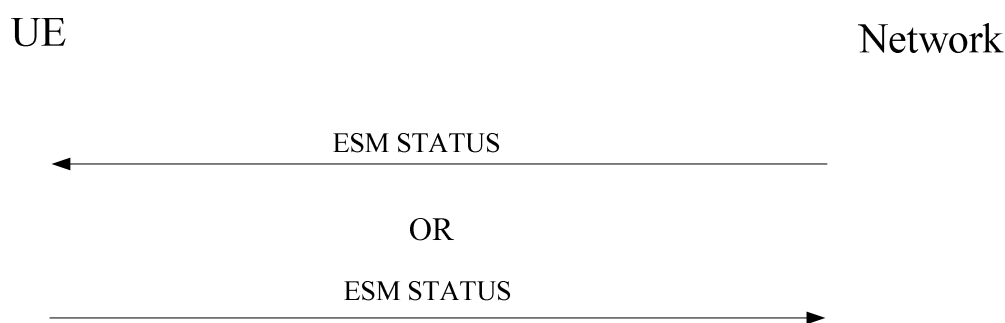 UE
Network
ESM STATUS
OR
ESM STATUS